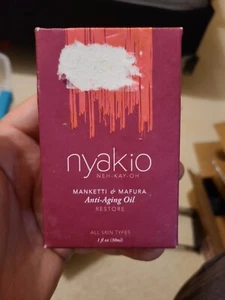 nyakio
NEH-KAY-OH
MANKETTI & MAFURA
Anti-Aging Oil
RESTORE
ALL SKIN TYPES
1 fl oz (30ml)